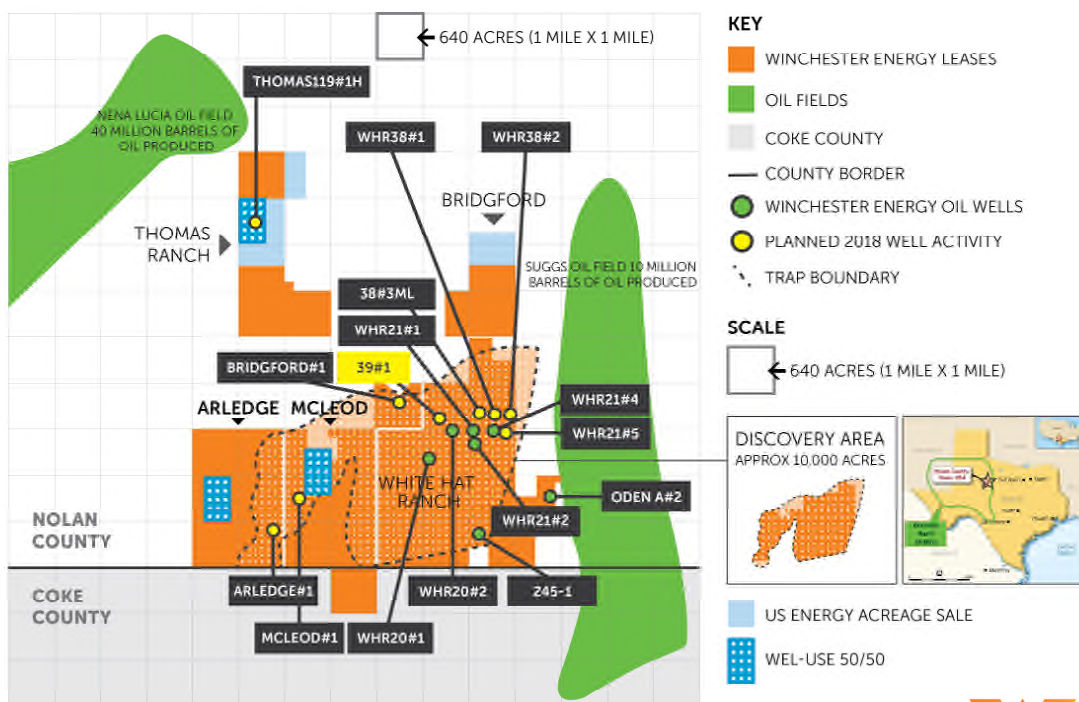 640 ACRES (1 MILE X 1 MILE)
THOMAS119#1H
NENA LUCIA OIL FIELD
40 MILLION BARRELS OF
OIL PRODUCED
WHR38#1
WHR38#2
BRIDGFORD
THOMAS
RANCH
SUGGS OIL FIELD 10 MILLION
BARRELS OF OIL PRODUCED
38#3ML
WHR21#1
BRIDGFORD#1
39#1
ARLEDGE
MCLEOD
WHR21#4
WHR21#5
WHITE HAT
RANCH
ODEN A#2
WHR21#2
NOLAN
COUNTY
COKE
COUNTY
ARLEDGE#1
WHR20#2
245-1
MCLEOD#1
WHR20#1
KEY
WINCHESTER ENERGY LEASES
OIL FIELDS
COKE COUNTY
COUNTY BORDER
WINCHESTER ENERGY OIL WELLS
PLANNED 2018 WELL ACTIVITY
TRAP BOUNDARY
SCALE
640 ACRES (1 MILE X 1 MILE)
DISCOVERY AREA
APPROX 10,000 ACRES
US ENERGY ACREAGE SALE
WEL-USE 50/50